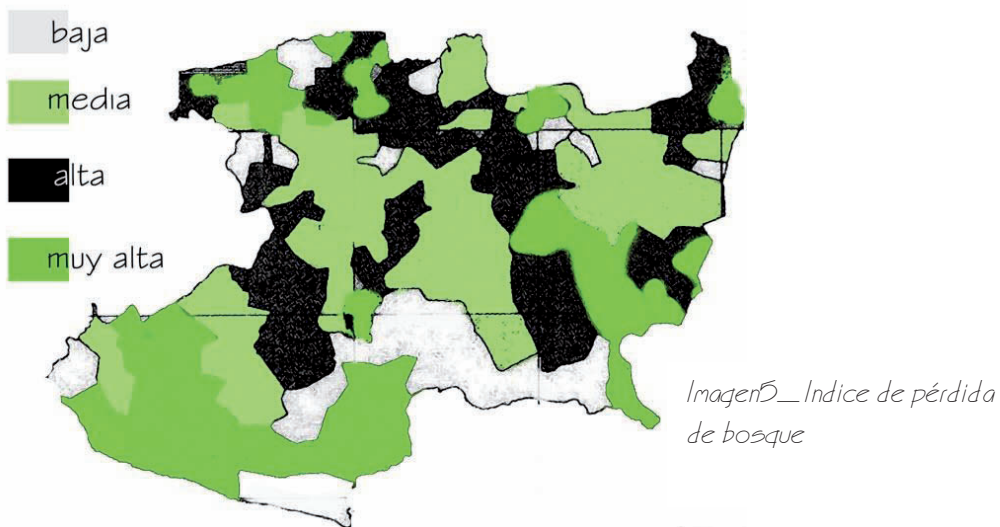 baja
media
alta
muy alta
Imagen5_Indice de pérdida
de bosque